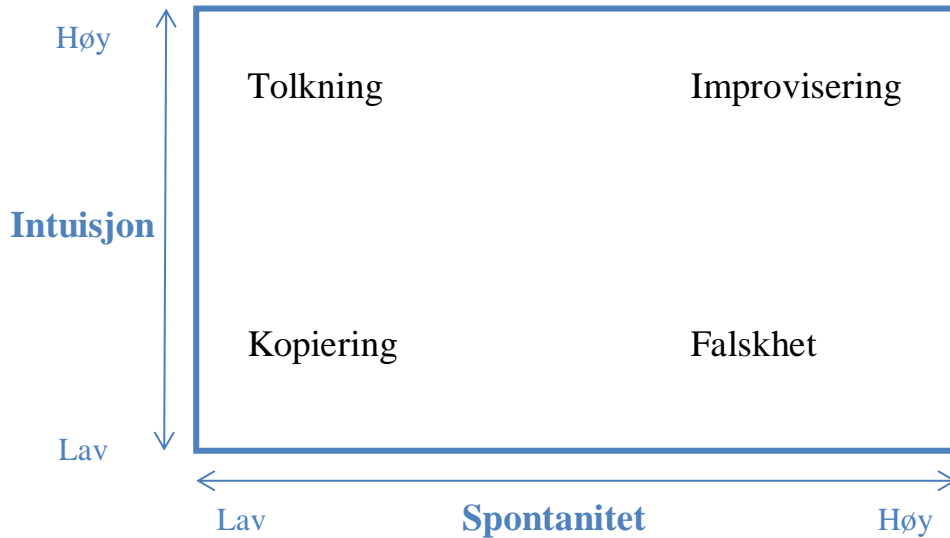 Høy
Tolkning Improvisering
Intuisjon
Kopiering Falskhet
Lav
Lav Spontanitet Høy